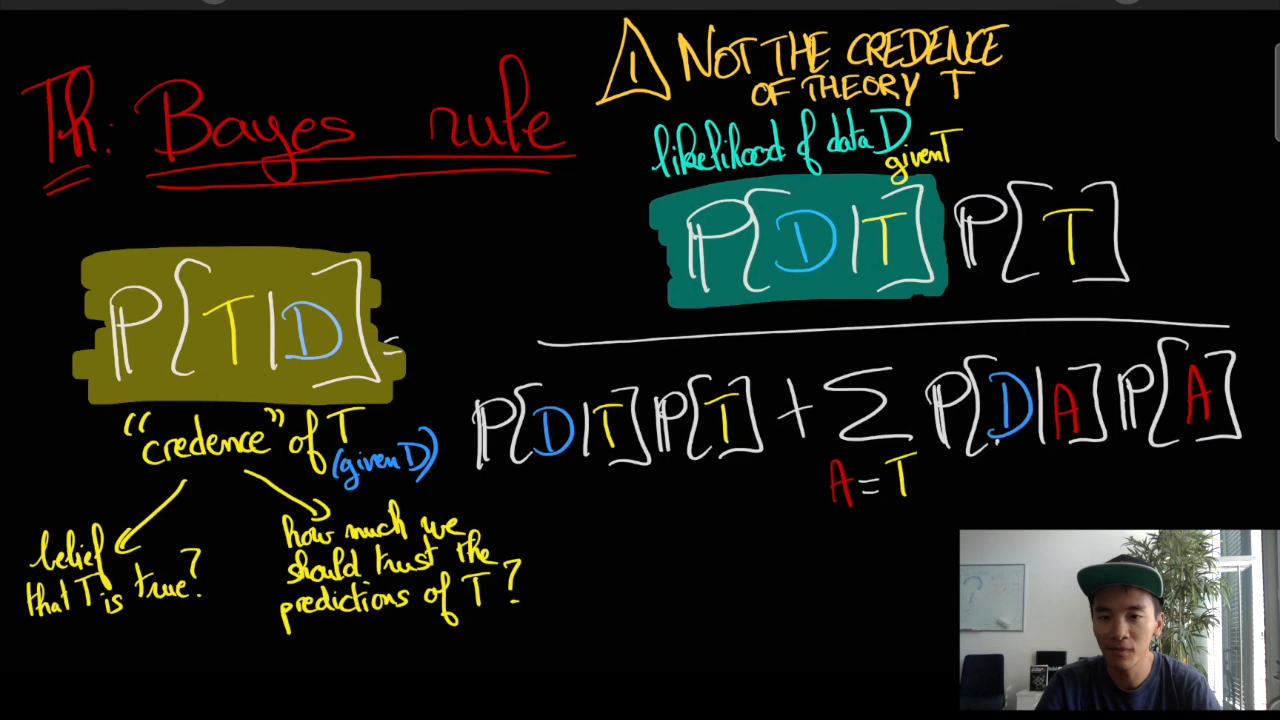 Th: Bayes rule
⚠ NOT THE CREDENCE
OF THEORY T
likelihood of data D
given T
P[D|T] P[T]
P[T|D] =
P[D|T] P[T] + ∑ P[D|A] P[A]
A = T
"credence" of T
(given D)
belief
that T is true?
how much we
should trust the
predictions of T?